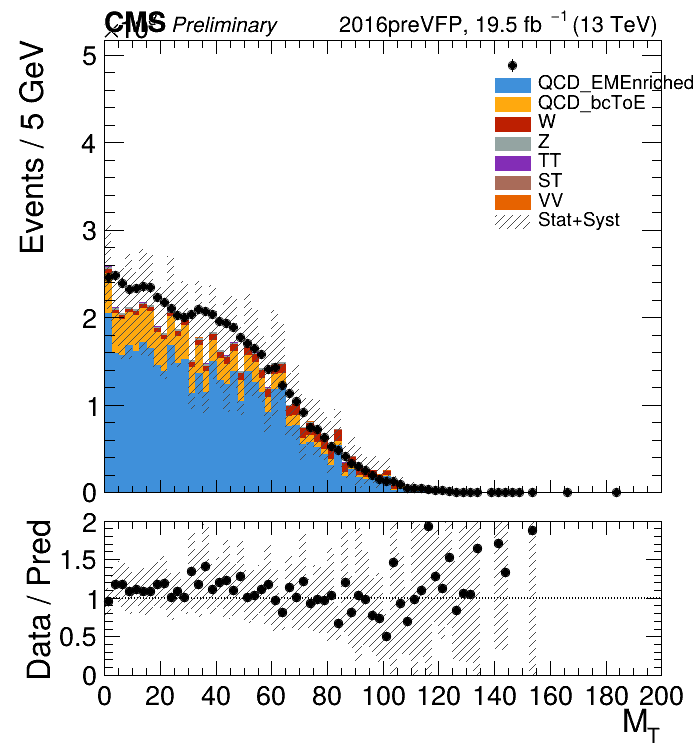 CMS Preliminary 2016preVFP, 19.5 fb⁻¹ (13 TeV)
Events / 5 GeV
5
4
3
2
1
0
QCD_EMEnriched
QCD_bcToE
W
Z
TT
ST
VV
Stat+Syst
Data / Pred
2
1.5
1
0.5
0
0 20 40 60 80 100 120 140 160 180 200
M_T